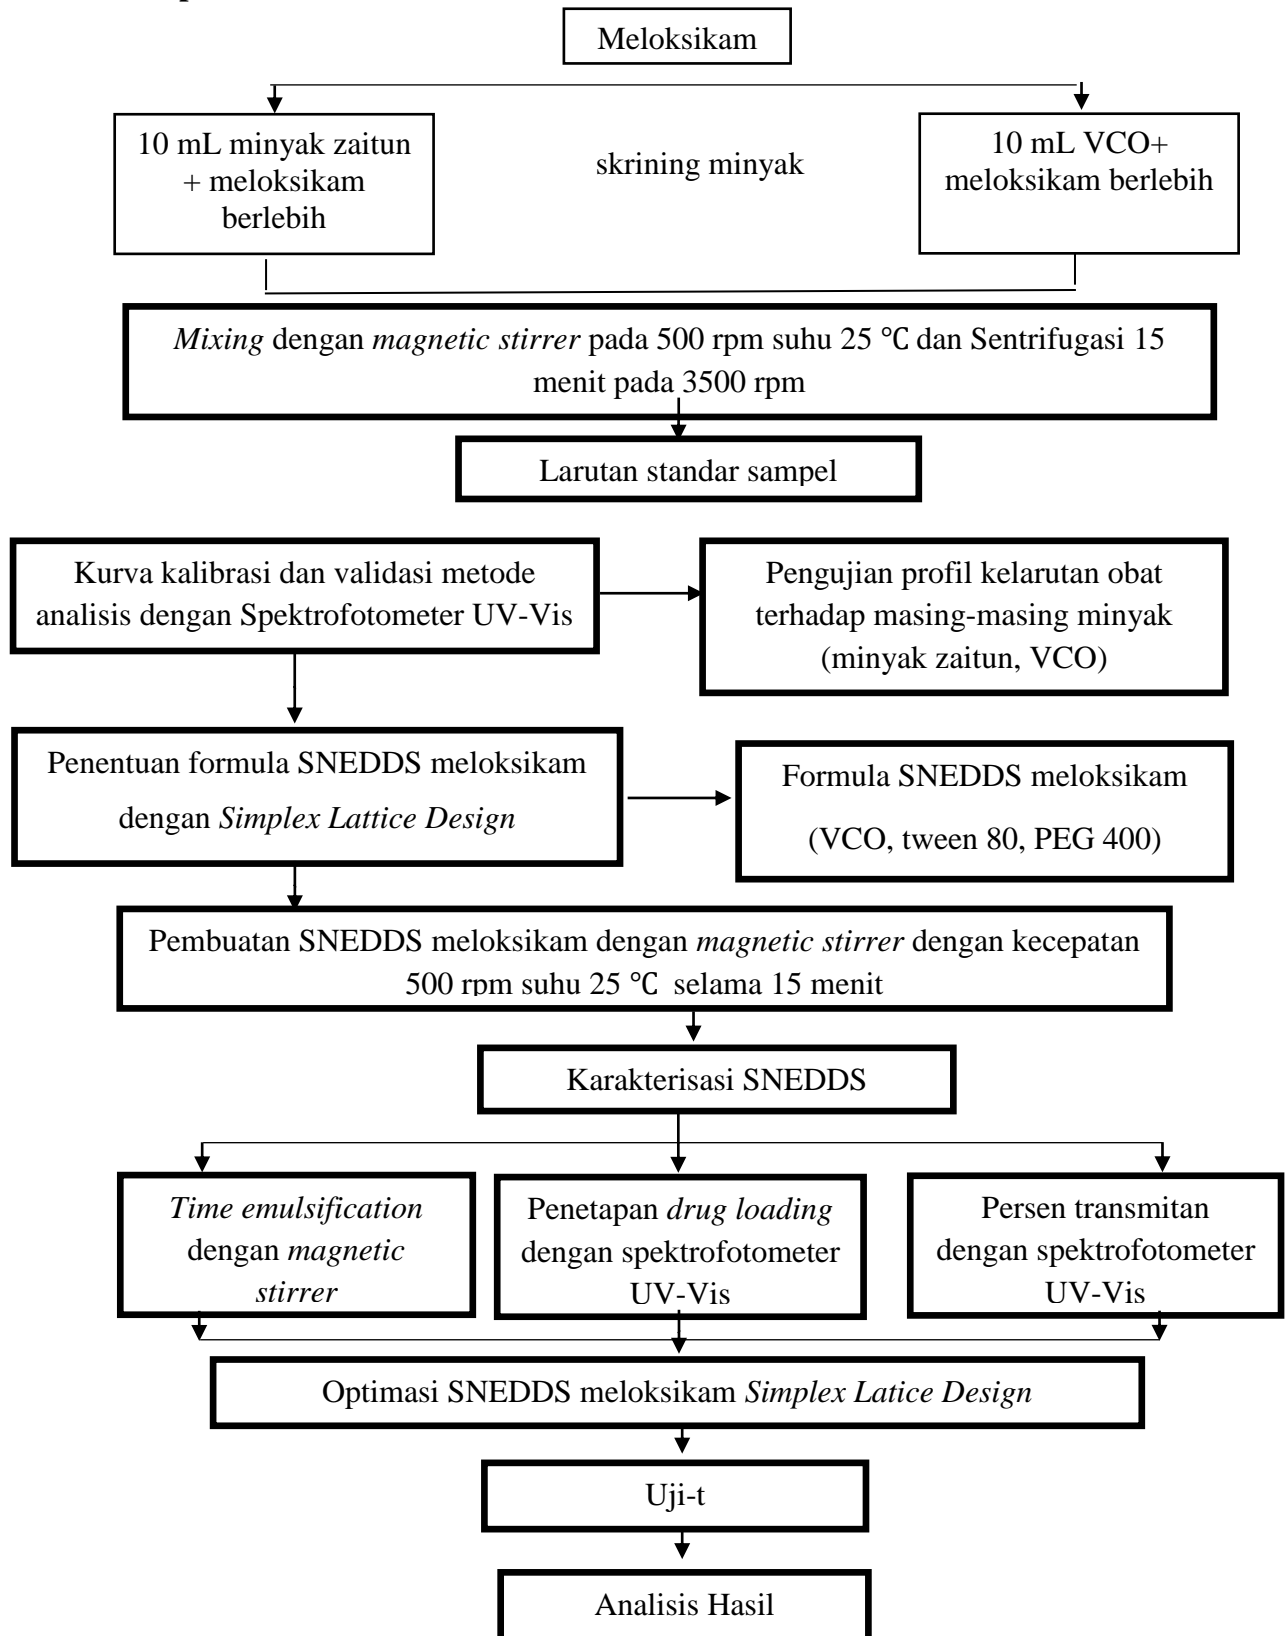 Meloksikam
10 mL minyak zaitun
+ meloksikam
berlebih
skrining minyak
10 mL VCO+
meloksikam berlebih
Mixing dengan magnetic stirrer pada 500 rpm suhu 25 ℃ dan Sentrifugasi 15
menit pada 3500 rpm
Larutan standar sampel
Kurva kalibrasi dan validasi metode
analisis dengan Spektrofotometer UV-Vis
Pengujian profil kelarutan obat
terhadap masing-masing minyak
(minyak zaitun, VCO)
Penentuan formula SNEDDS meloksikam
dengan Simplex Lattice Design
Formula SNEDDS meloksikam
(VCO, tween 80, PEG 400)
Pembuatan SNEDDS meloksikam dengan magnetic stirrer dengan kecepatan
500 rpm suhu 25 ℃ selama 15 menit
Karakterisasi SNEDDS
Time emulsification
dengan magnetic
stirrer
Penetapan drug loading
dengan spektrofotometer
UV-Vis
Persen transmitan
dengan spektrofotometer
UV-Vis
Optimasi SNEDDS meloksikam Simplex Latice Design
Uji-t
Analisis Hasil